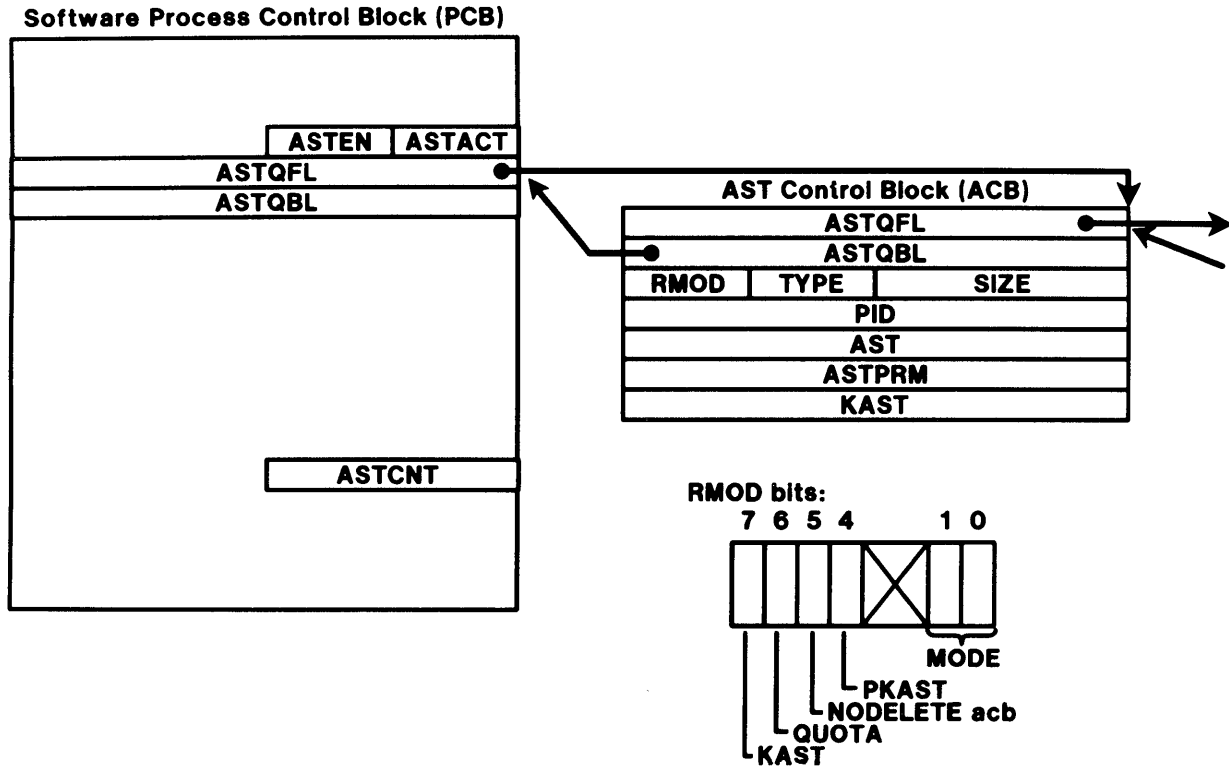 Software Process Control Block (PCB)
ASTEN ASTACT
ASTQFL
ASTQBL
ASTCNT
AST Control Block (ACB)
ASTQFL
ASTQBL
RMOD TYPE SIZE
PID
AST
ASTPRM
KAST
RMOD bits:
7 6 5 4 1 0
MODE
PKAST
NODELETE acb
QUOTA
KAST